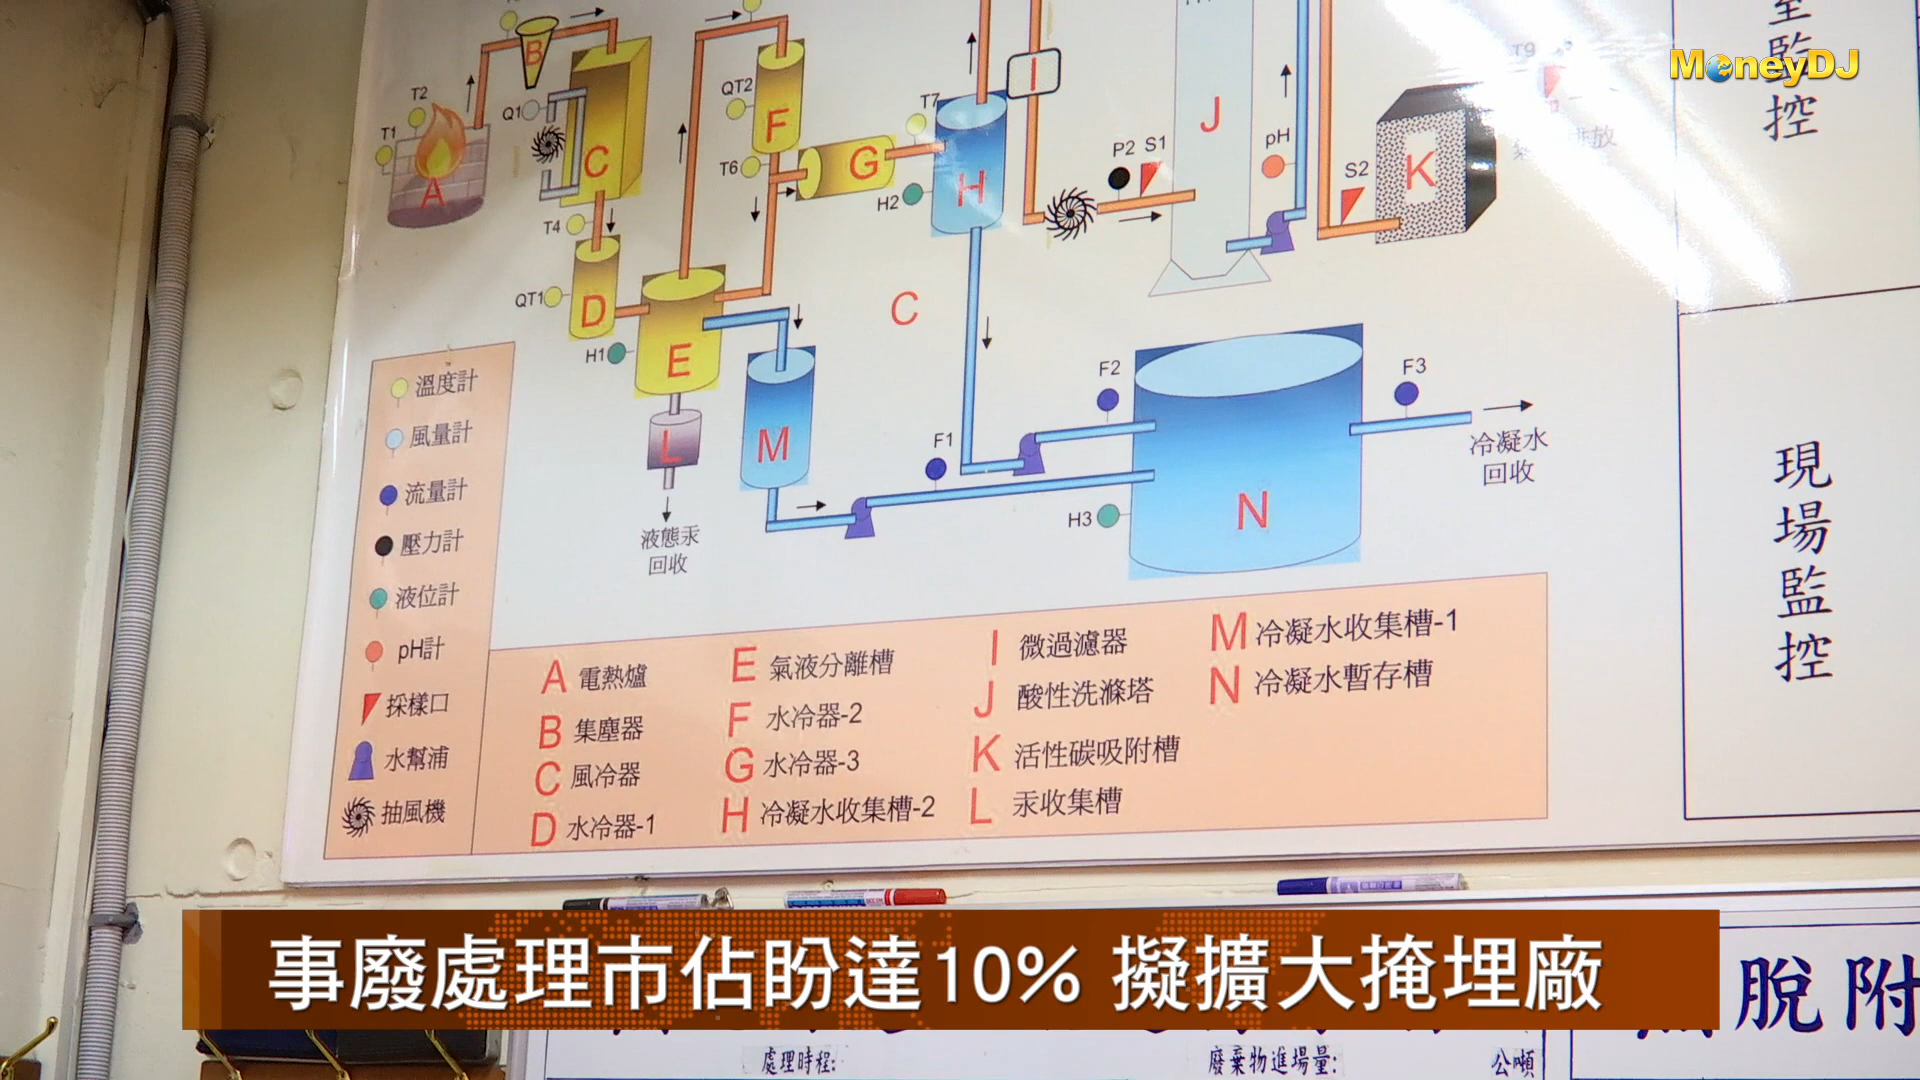 MoneyDJ
T9
監控
T2
T1
B
Q1
QT2
F
T7
I
A
C
T6
G
H2
H
P2
S1
J
pH
S2
K
T4
QT1
D
H1
E
C
L
M
F1
F2
F3
冷凝水
回收
H3
N
液態汞
回收
溫度計
風量計
流量計
壓力計
液位計
pH計
採樣口
水幫浦
抽風機
A 電熱爐
B 集塵器
C 風冷器
D 水冷器-1
E 氣液分離槽
F 水冷器-2
G 水冷器-3
H 冷凝水收集槽-2
I 微過濾器
J 酸性洗滌塔
K 活性碳吸附槽
L 汞收集槽
M 冷凝水收集槽-1
N 冷凝水暫存槽
現場監控
事廢處理市佔盼達10% 擬擴大掩埋廠
脫附
處理時程:
廢棄物進場量:
公噸